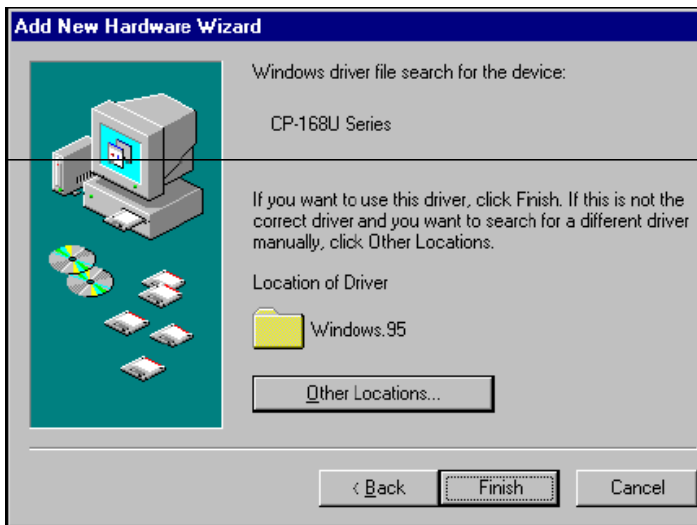 Add New Hardware Wizard
Windows driver file search for the device:
CP-168U Series
If you want to use this driver, click Finish. If this is not the
correct driver and you want to search for a different driver
manually, click Other Locations.
Location of Driver
Windows.95
Other Locations...
< Back
Finish
Cancel